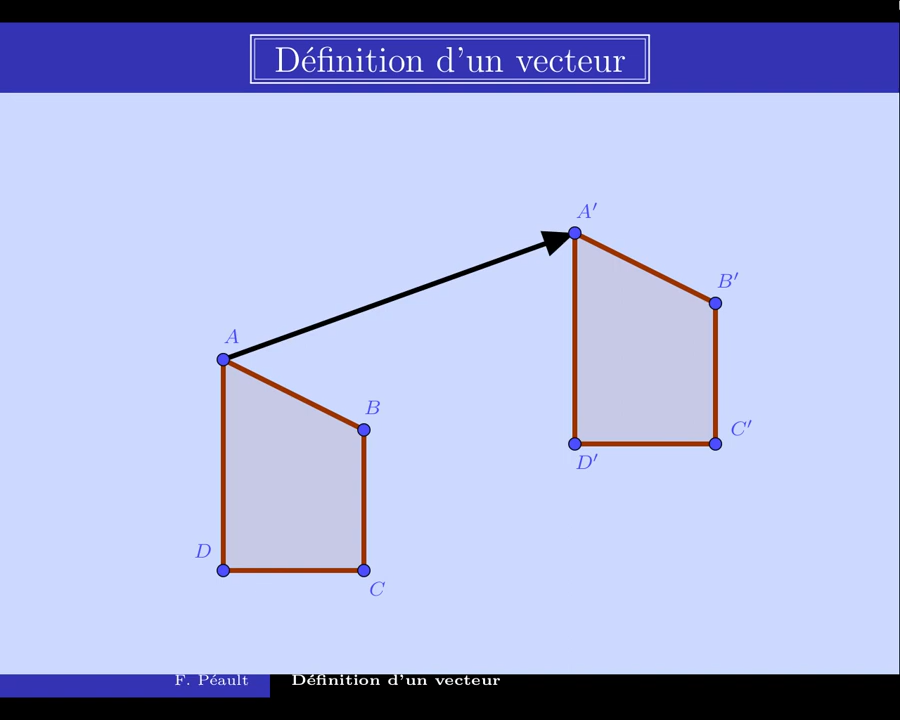 Définition d'un vecteur
A′
B′
A
B
C′
D′
D
C
F. Péault
Définition d'un vecteur